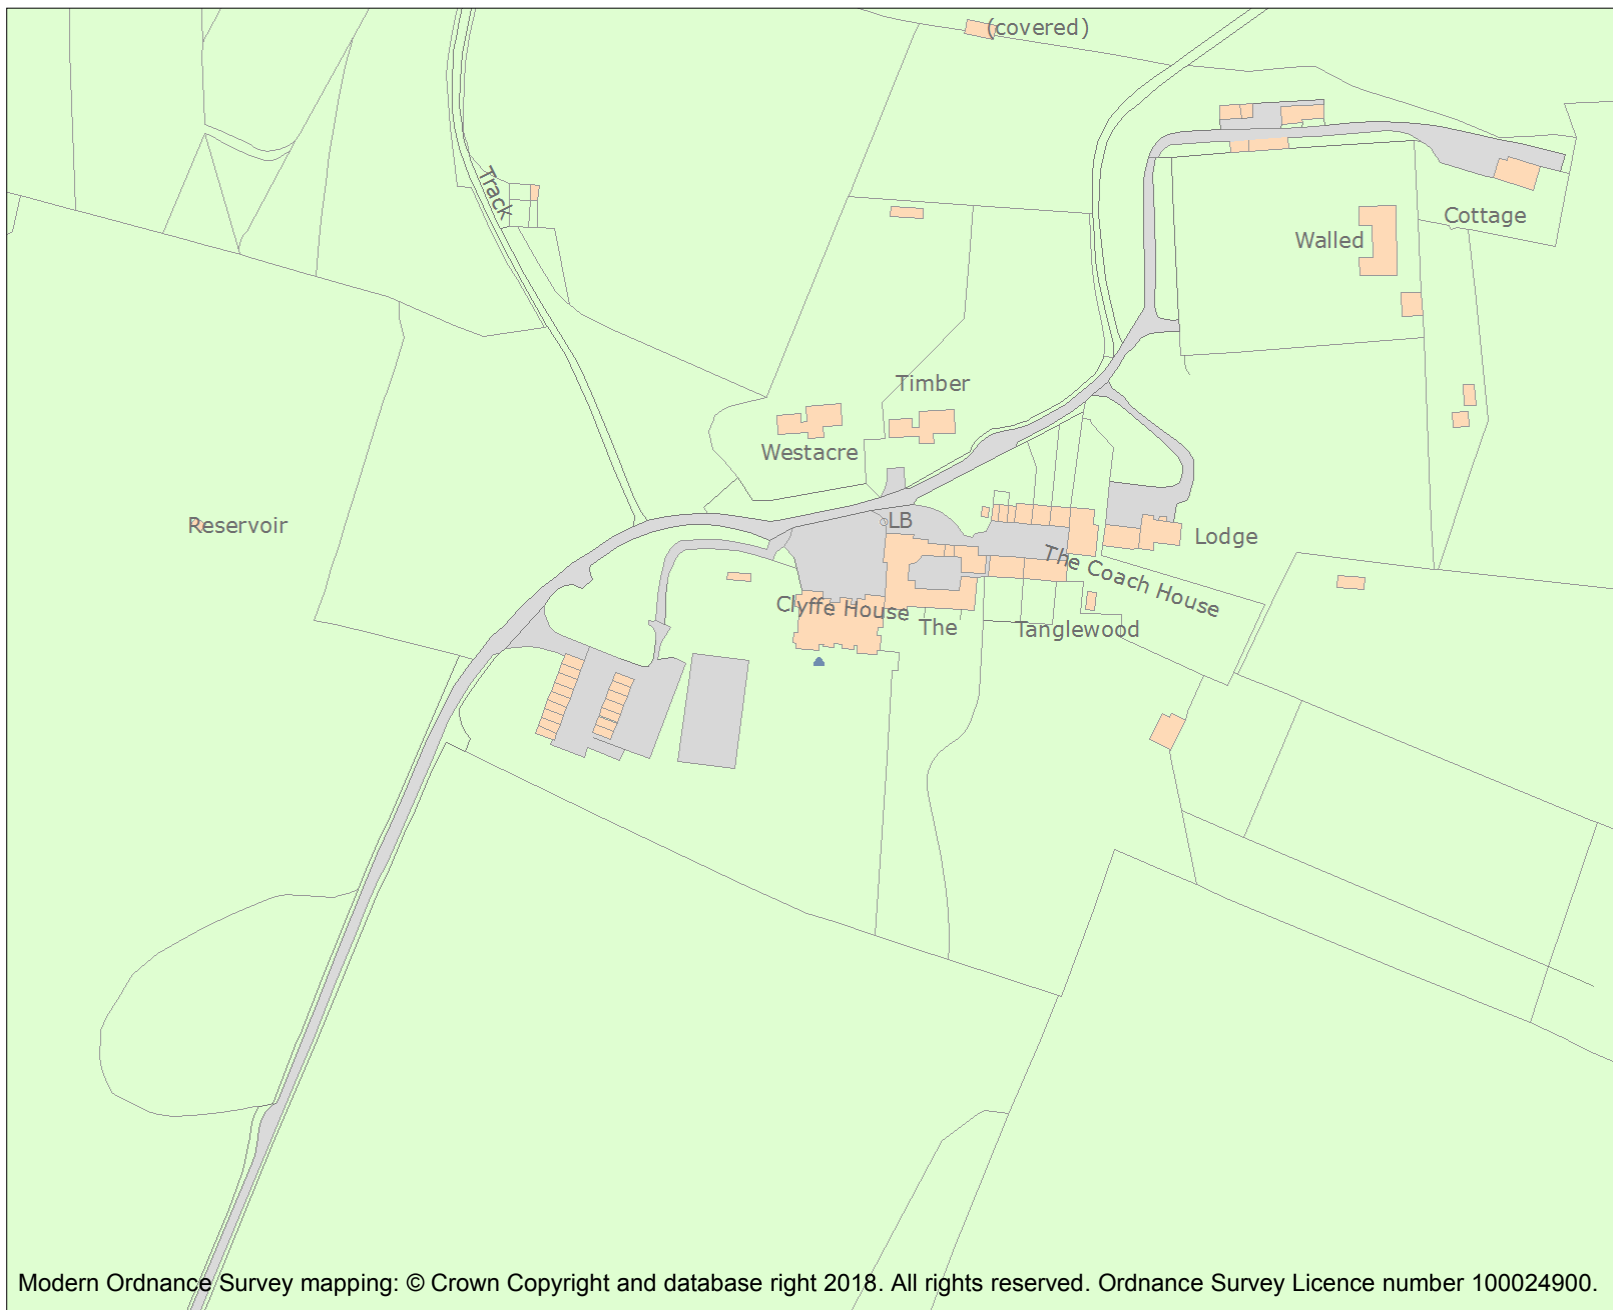 (covered)
Track
Cottage
Walled
Timber
Westacre
LB
Reservoir
Lodge
The Coach House
Clyffe House
The
Tanglewood
Modern Ordnance Survey mapping: © Crown Copyright and database right 2018. All rights reserved. Ordnance Survey Licence number 100024900.